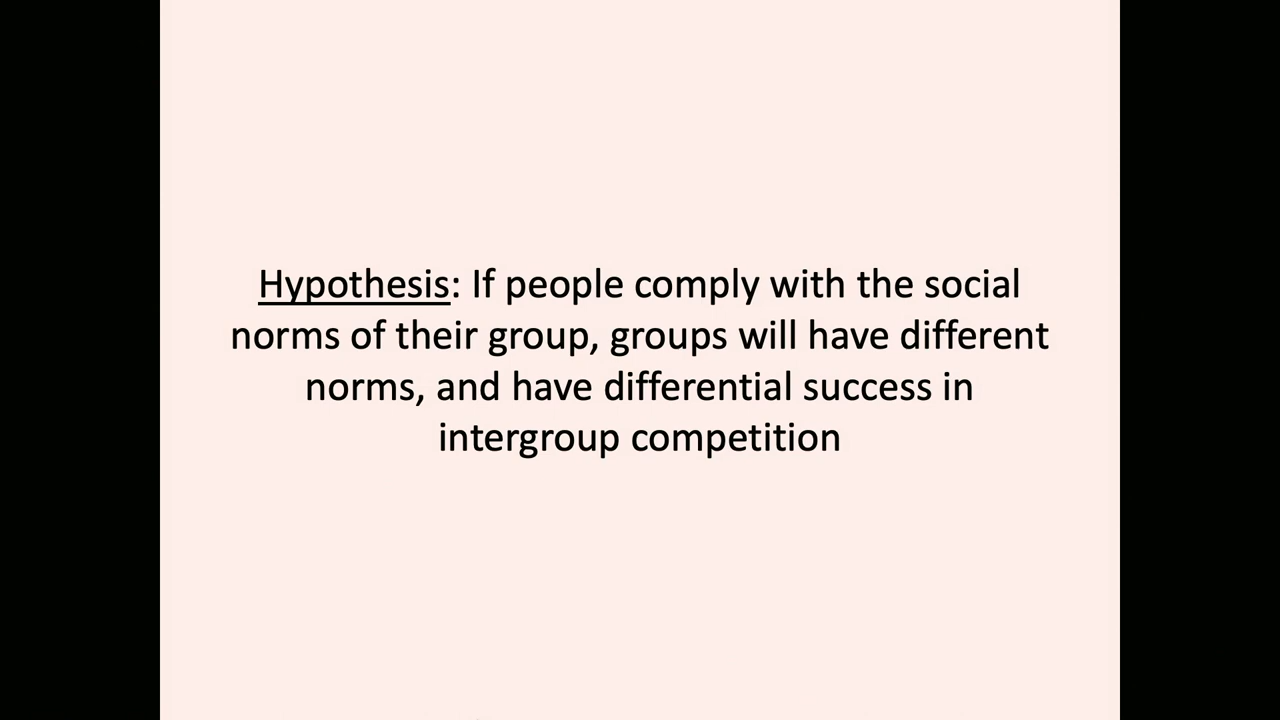 Hypothesis: If people comply with the social
norms of their group, groups will have different
norms, and have differential success in
intergroup competition